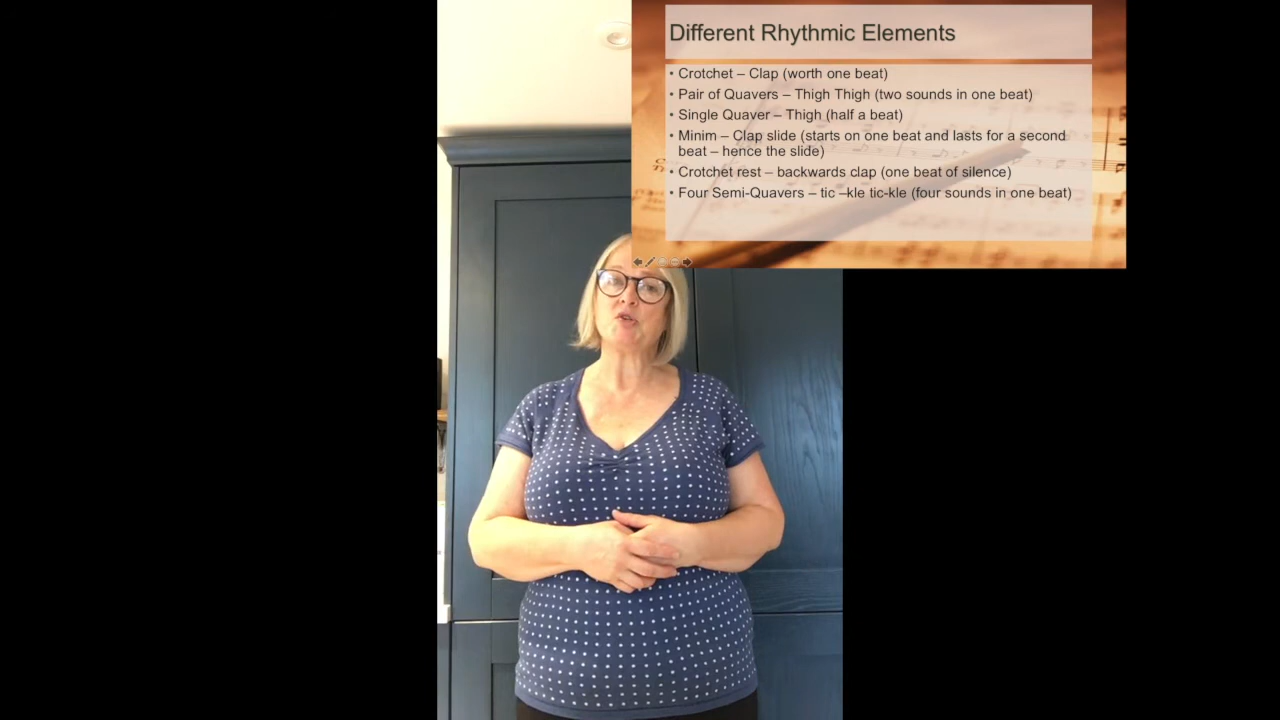 Different Rhythmic Elements
• Crotchet – Clap (worth one beat)
• Pair of Quavers – Thigh Thigh (two sounds in one beat)
• Single Quaver – Thigh (half a beat)
• Minim – Clap slide (starts on one beat and lasts for a second
beat – hence the slide)
• Crotchet rest – backwards clap (one beat of silence)
• Four Semi-Quavers – tic –kle tic-kle (four sounds in one beat)